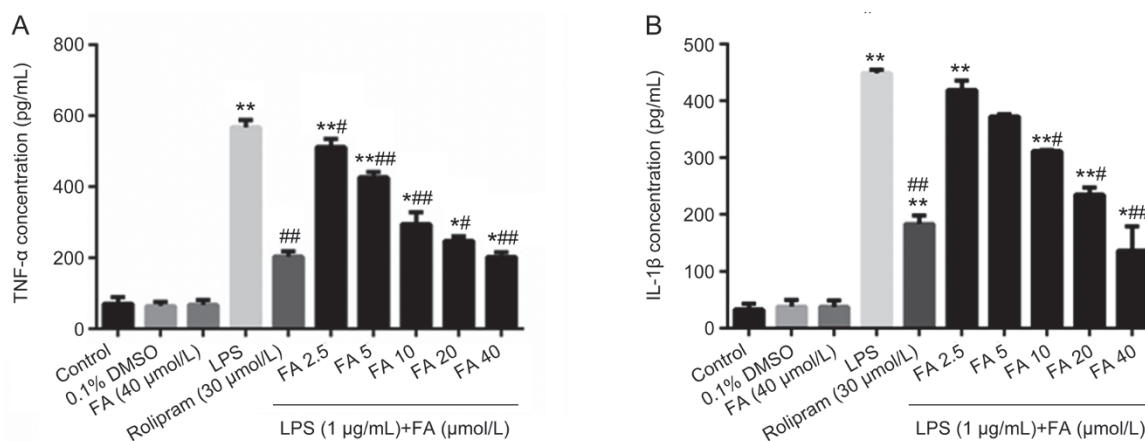 A
TNF-α concentration (pg/mL)
800
600
400
200
0
**
##
**#
**##
*##
*#
*##
Control
0.1% DMSO
FA (40 μmol/L)
LPS
Rolipram (30 μmol/L)
FA 2.5
FA 5
FA 10
FA 20
FA 40
LPS (1 μg/mL)+FA (μmol/L)
B
IL-1β concentration (pg/mL)
500
400
300
200
100
0
**
##
**
**
**#
**#
*##
Control
0.1% DMSO
FA (40 μmol/L)
LPS
Rolipram (30 μmol/L)
FA 2.5
FA 5
FA 10
FA 20
FA 40
LPS (1 μg/mL)+FA (μmol/L)